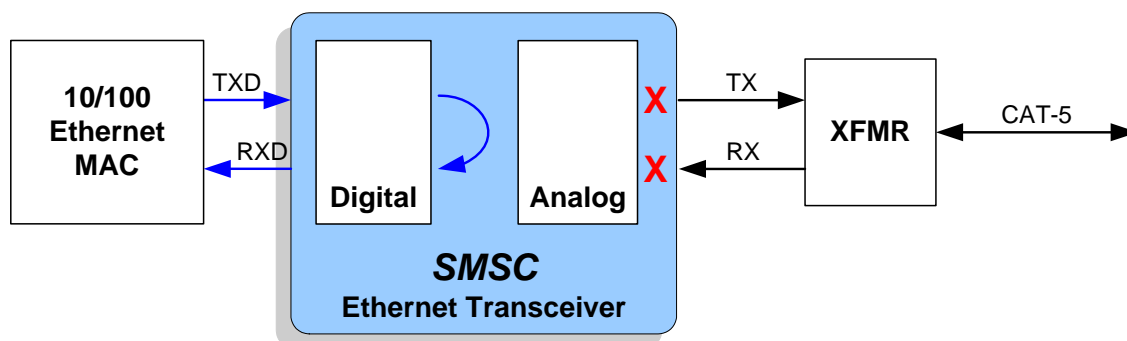 10/100
Ethernet
MAC
TXD
RXD
Digital
Analog
X
X
SMSC
Ethernet Transceiver
TX
RX
XFMR
CAT-5